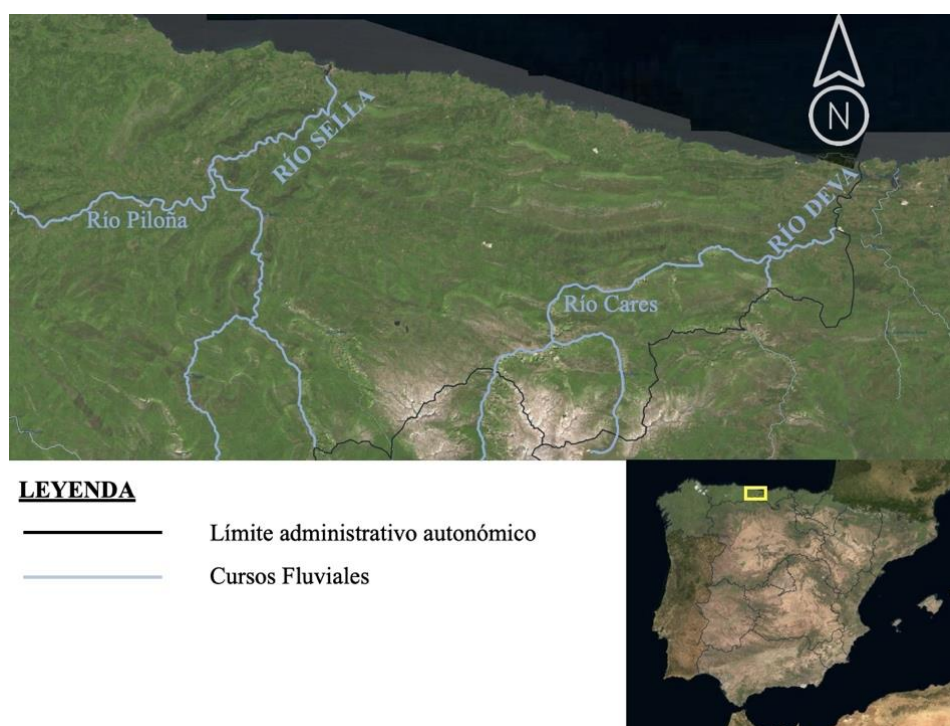 N
RÍO SELLA
Río Piloña
RÍO DEVA
Río Cares
LEYENDA
Límite administrativo autonómico
Cursos Fluviales